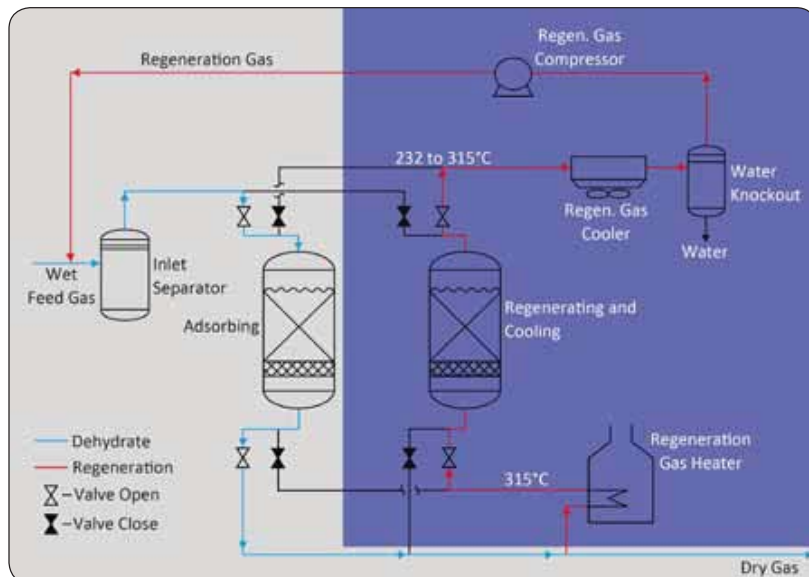 Regeneration Gas
Regen. Gas
Compressor
232 to 315°C
Water
Knockout
Regen. Gas
Cooler
Water
Wet
Feed Gas
Inlet
Separator
Adsorbing
Regenerating and
Cooling
Dehydrate
Regeneration
Valve Open
Valve Close
315°C
Regeneration
Gas Heater
Dry Gas